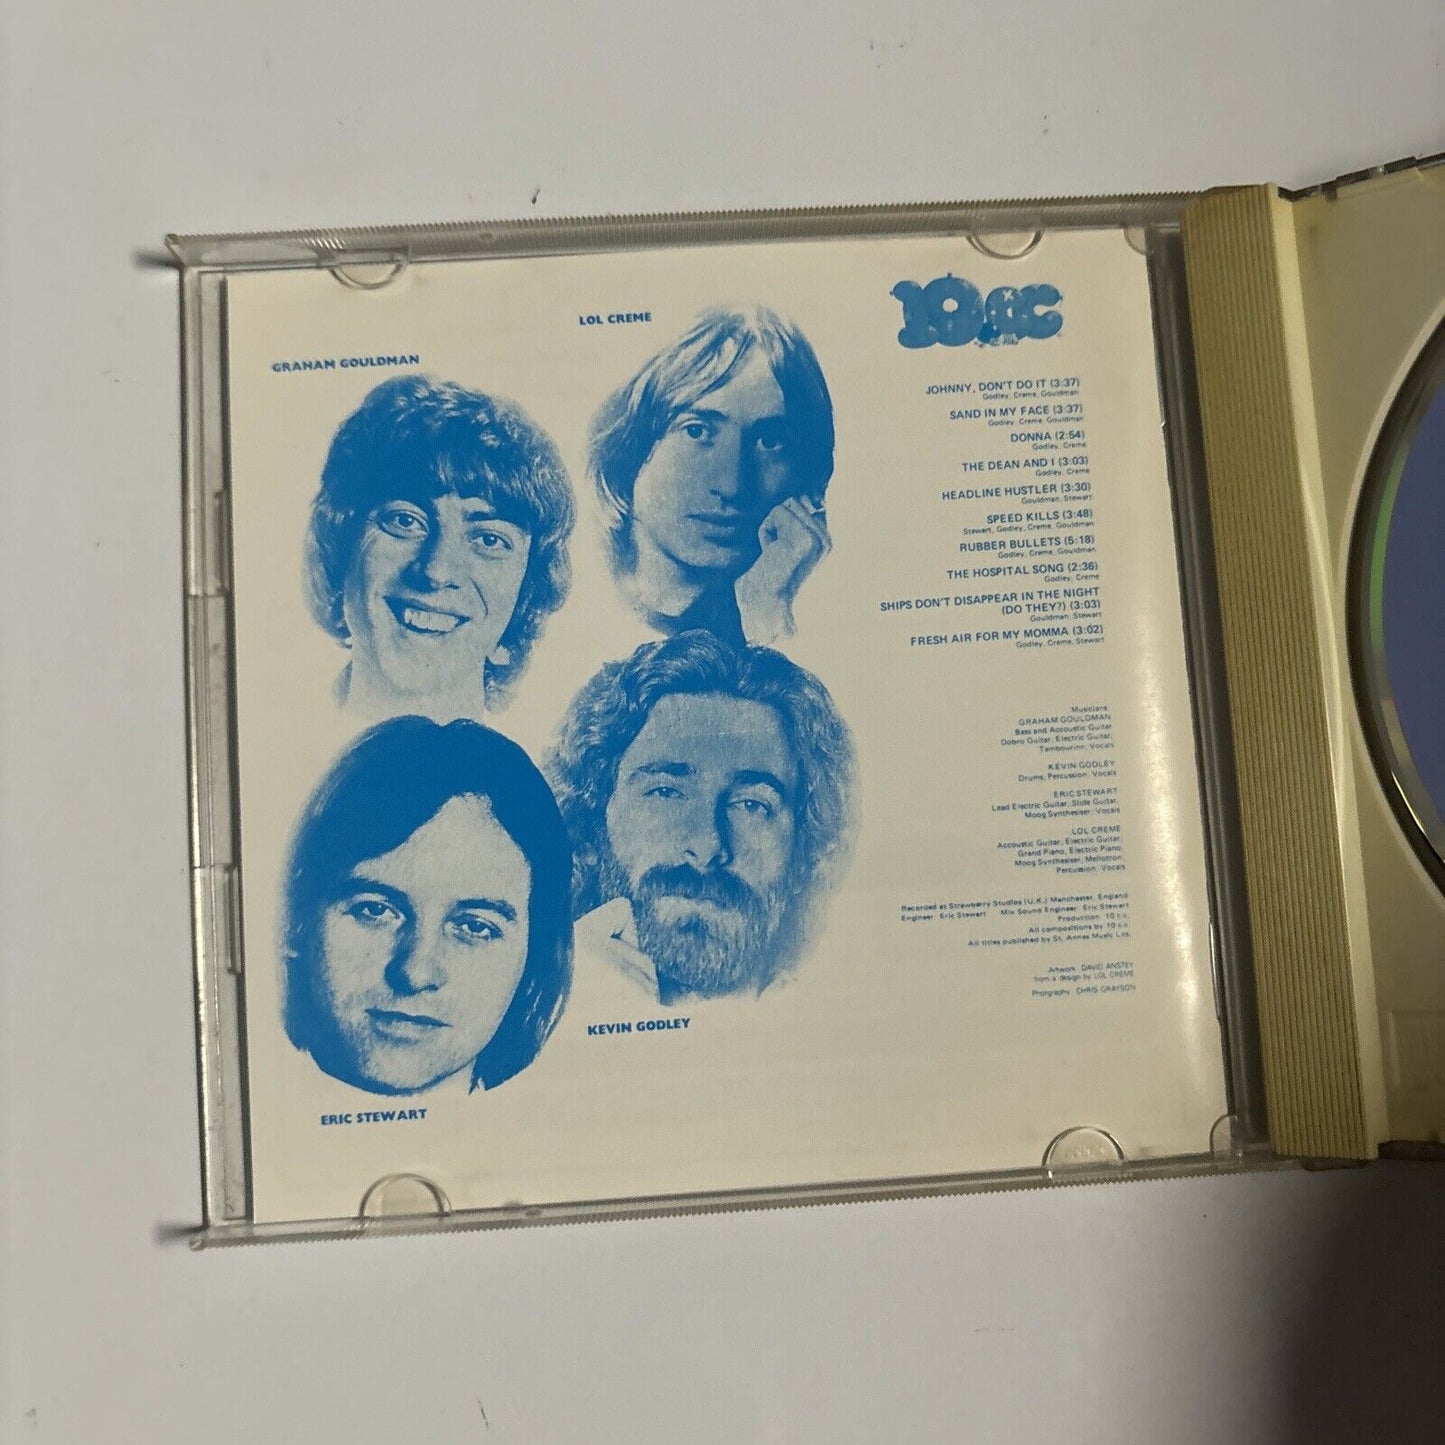 LOL CREME
GRAHAM GOULDMAN
KEVIN GODLEY
ERIC STEWART
10cc
JOHNNY, DON'T DO IT (3:37)
Godley, Creme, Gouldman
SAND IN MY FACE (3:37)
Godley, Creme, Gouldman
DONNA (2:54)
Godley, Creme
THE DEAN AND I (3:03)
Godley, Creme
HEADLINE HUSTLER (3:30)
Gouldman, Stewart
SPEED KILLS (3:48)
Stewart, Godley, Creme, Gouldman
RUBBER BULLETS (5:18)
Godley, Creme, Gouldman
THE HOSPITAL SONG (2:36)
Godley, Creme
SHIPS DON'T DISAPPEAR IN THE NIGHT
(DO THEY?) (3:03)
Gouldman, Stewart
FRESH AIR FOR MY MOMMA (3:02)
Godley, Creme, Stewart
Musicians:
GRAHAM GOULDMAN
Bass and Accoustic Guitar
Dobro Guitar, Electric Guitar,
Tambourine, Vocals
KEVIN GODLEY
Drums, Percussion, Vocals
ERIC STEWART
Lead Electric Guitar, Slide Guitar,
Moog Synthesiser, Vocals
LOL CREME
Accoustic Guitar, Electric Guitar,
Grand Piano, Electric Piano,
Moog Synthesiser, Mellotron,
Percussion, Vocals
Recorded at Strawberry Studios (U.K.) Manchester, England
Engineer: Eric Stewart Mix Sound Engineer: Eric Stewart
Production: 10 c.c.
All compositions by 10 c.c.
All titles published by St. Annes Music Ltd.
Artwork: DAVID ANSTEY
from a design by LOL CREME
Photography: CHRIS GRAYSON